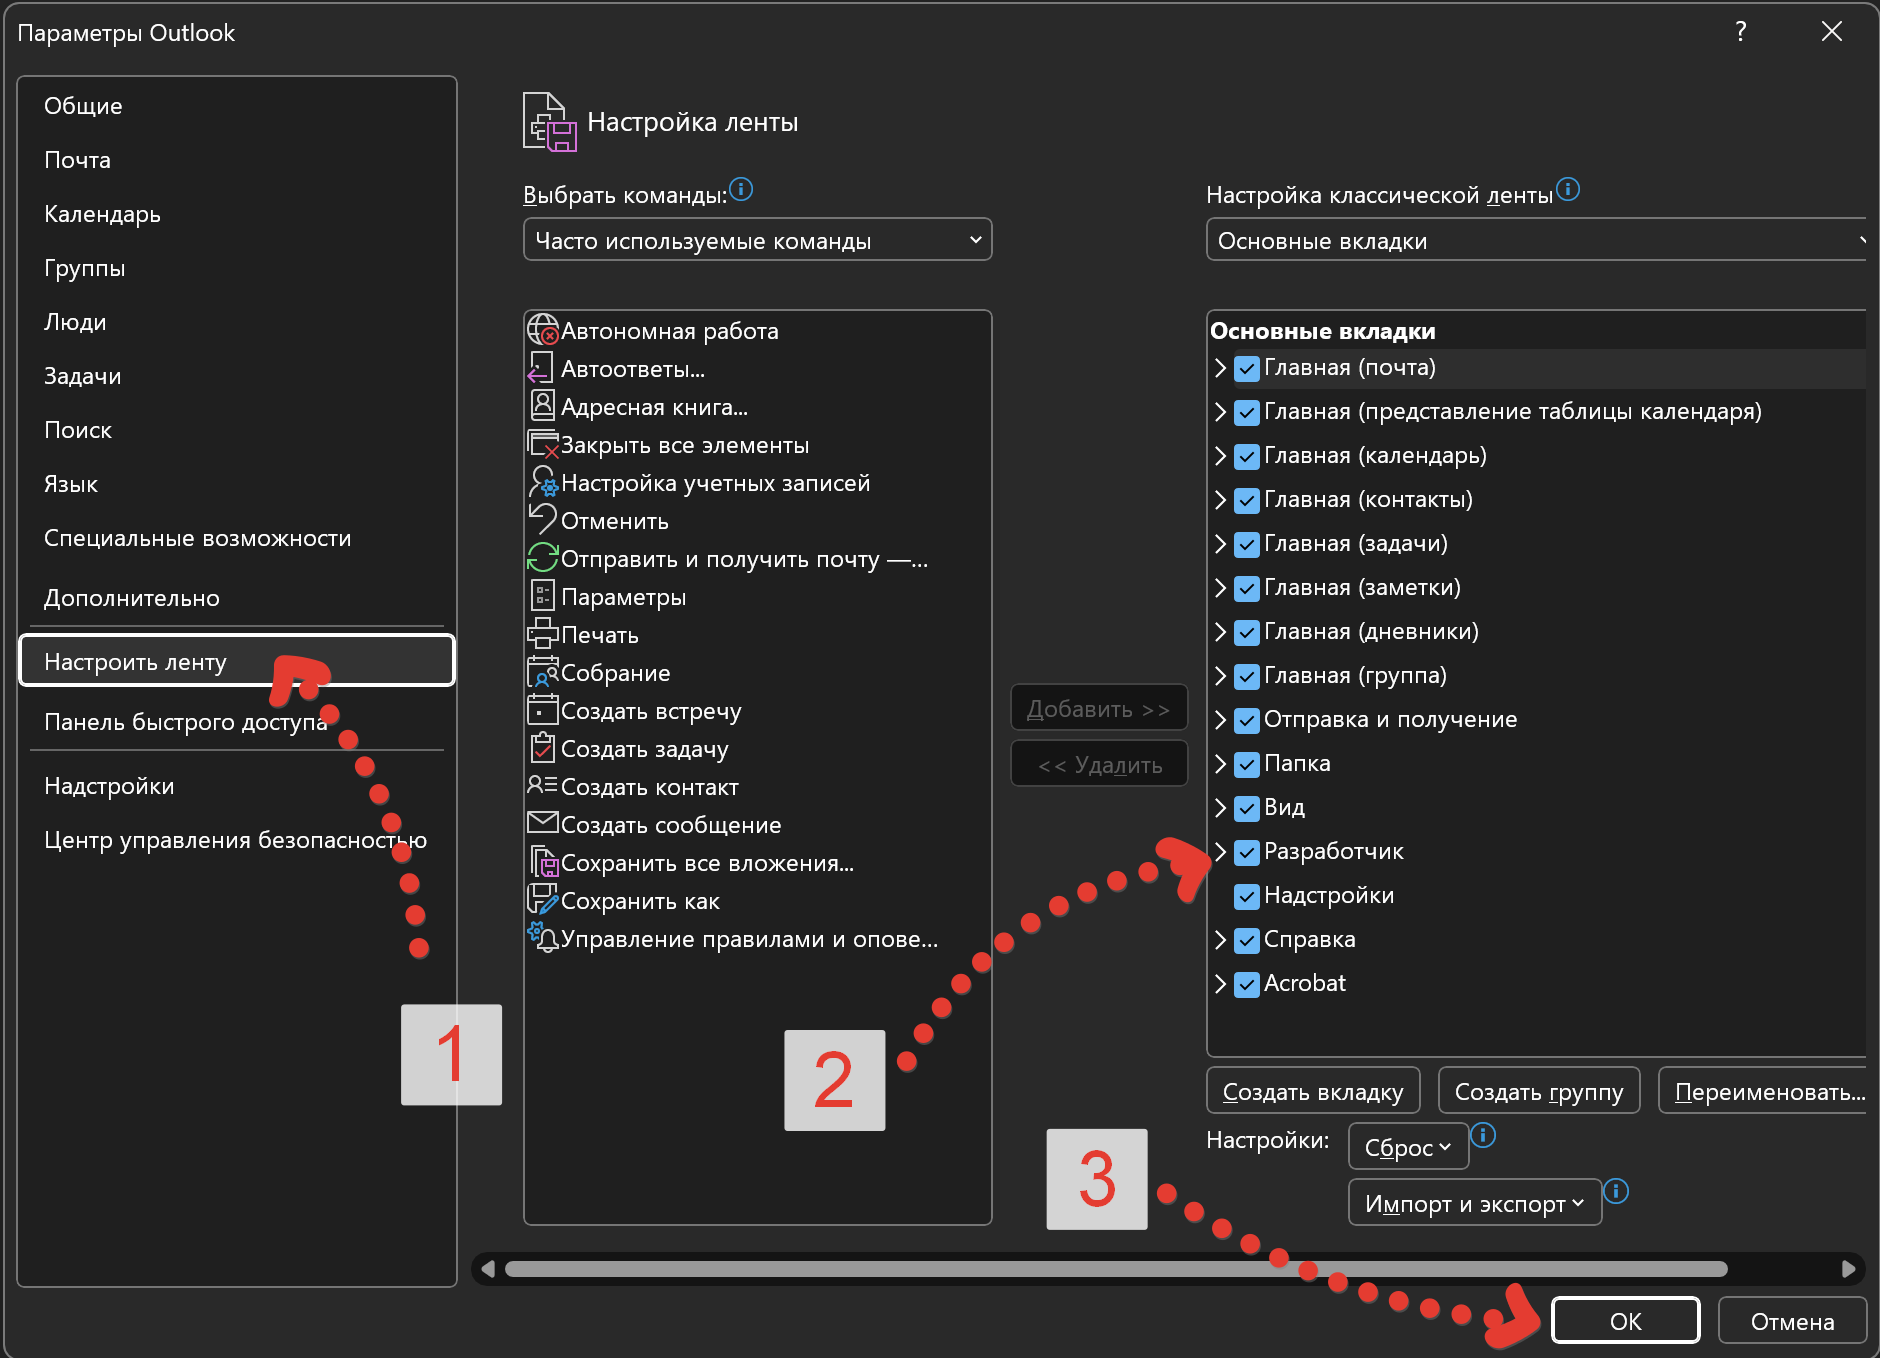 Параметры Outlook
?
Общие
Почта
Календарь
Группы
Люди
Задачи
Поиск
Язык
Специальные возможности
Дополнительно
Настроить ленту
Панель быстрого доступа
Надстройки
Центр управления безопасностью
Настройка ленты
Выбрать команды:
Часто используемые команды
Автономная работа
Автоответы...
Адресная книга...
Закрыть все элементы
Настройка учетных записей
Отменить
Отправить и получить почту —...
Параметры
Печать
Собрание
Создать встречу
Создать задачу
Создать контакт
Создать сообщение
Сохранить все вложения...
Сохранить как
Управление правилами и опове...
Добавить >>
<< Удалить
Настройка классической ленты
Основные вкладки
Основные вкладки
Главная (почта)
Главная (представление таблицы календаря)
Главная (календарь)
Главная (контакты)
Главная (задачи)
Главная (заметки)
Главная (дневники)
Главная (группа)
Отправка и получение
Папка
Вид
Разработчик
Надстройки
Справка
Acrobat
Создать вкладку
Создать группу
Переименовать...
Настройки:
Сброс
Импорт и экспорт
1
2
3
ОК
Отмена